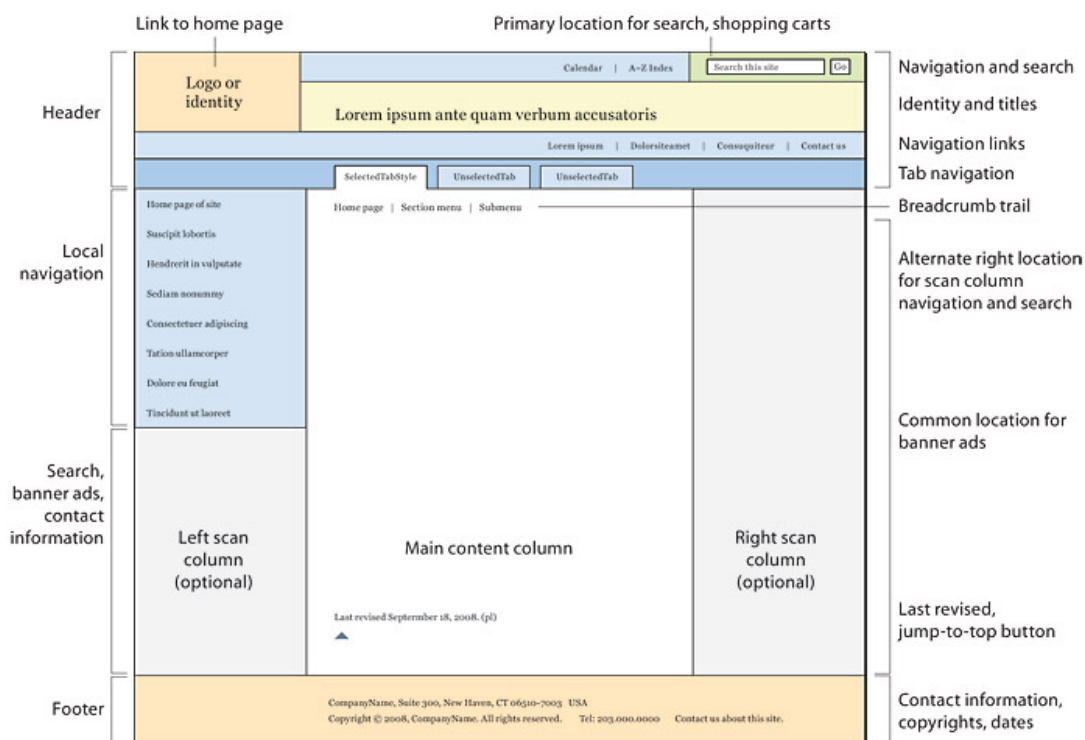 Link to home page
Primary location for search, shopping carts
Header
Logo or
identity
Calendar | A–Z Index
Search this site
Go
Navigation and search
Lorem ipsum ante quam verbum accusatoris
Identity and titles
Lorem ipsum | Dolorsiteamet | Consuquiteur | Contact us
Navigation links
SelectedTabStyle
UnselectedTab
UnselectedTab
Tab navigation
Local
navigation
Home page of site
Suscipit lobortis
Hendrerit in vulputate
Sediam nonummy
Consectetuer adipiscing
Tation ullamcorper
Dolore eu feugiat
Tincidunt ut laoreet
Home page | Section menu | Submenu
Breadcrumb trail
Alternate right location
for scan column
navigation and search
Common location for
banner ads
Search,
banner ads,
contact
information
Left scan
column
(optional)
Main content column
Right scan
column
(optional)
Last revised Septermber 18, 2008. (pl)
Last revised,
jump-to-top button
Footer
CompanyName, Suite 300, New Haven, CT 06510–7003 USA
Copyright © 2008, CompanyName. All rights reserved. Tel: 203.000.0000 Contact us about this site.
Contact information,
copyrights, dates